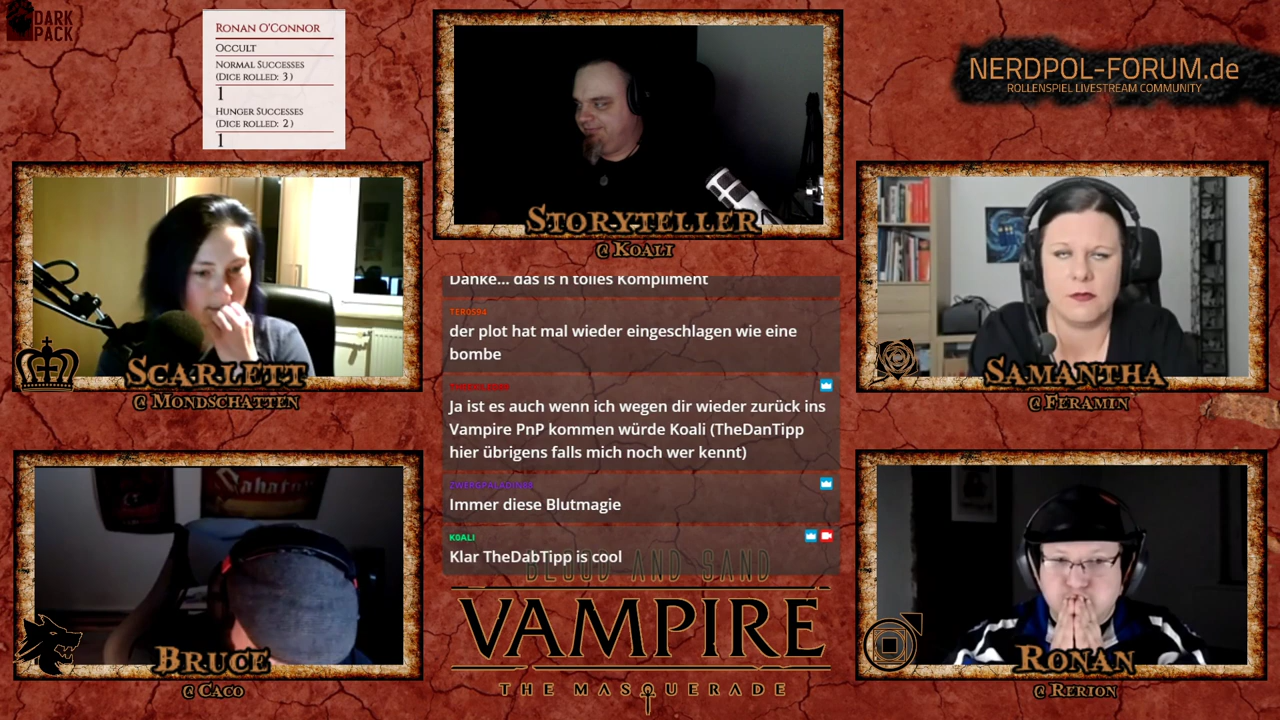 DARK
PACK
RONAN O'CONNOR
OCCULT
NORMAL SUCCESSES
(DICE ROLLED: 3)
1
HUNGER SUCCESSES
(DICE ROLLED: 2)
1
NERDPOL-FORUM.de
ROLLENSPIEL LIVESTREAM COMMUNITY
STORYTELLER
@ KOALI
SCARLETT
@ MONDSCHATTEN
SAMANTHA
@ FERAMIN
Danke... das is n tolles Kompliment
TEROS94
der plot hat mal wieder eingeschlagen wie eine
bombe
Ja ist es auch wenn ich wegen dir wieder zurück ins
Vampire PnP kommen würde Koali (TheDanTipp
hier übrigens falls mich noch wer kennt)
Immer diese Blutmagie
KOALI
Klar TheDabTipp is cool
BLOOD AND SAND
VAMPIRE
THE MASQUERADE
BRUCE
@ CACO
RONAN
@ RERION